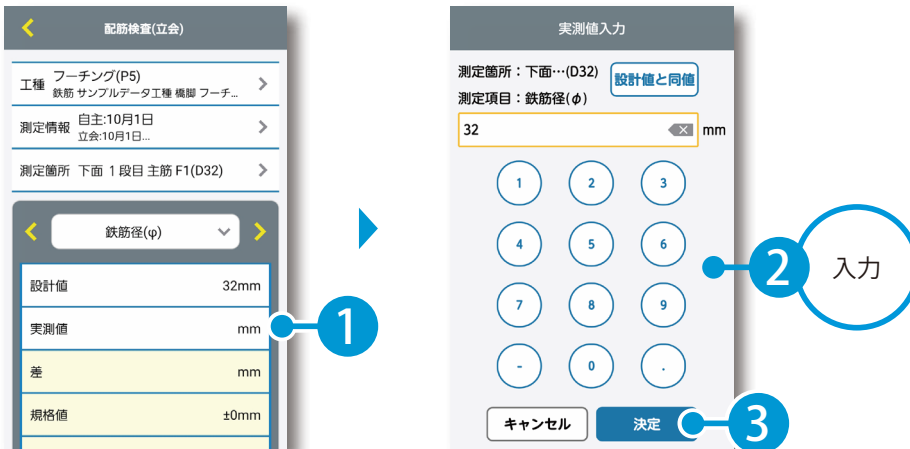 配筋検査(立会)
工種 フーチング(P5)
鉄筋 サンプルデータ工種 橋脚 フーチ...
測定情報 自主:10月1日
立会:10月1日...
測定箇所 下面 1 段目 主筋 F1(D32)
鉄筋径(φ)
設計値 32mm
実測値 mm
差 mm
規格値 ±0mm
1
実測値入力
測定箇所：下面…(D32) 設計値と同値
測定項目：鉄筋径(φ)
32 mm
1 2 3
4 5 6
7 8 9
- 0 .
キャンセル 決定
2 入力
3